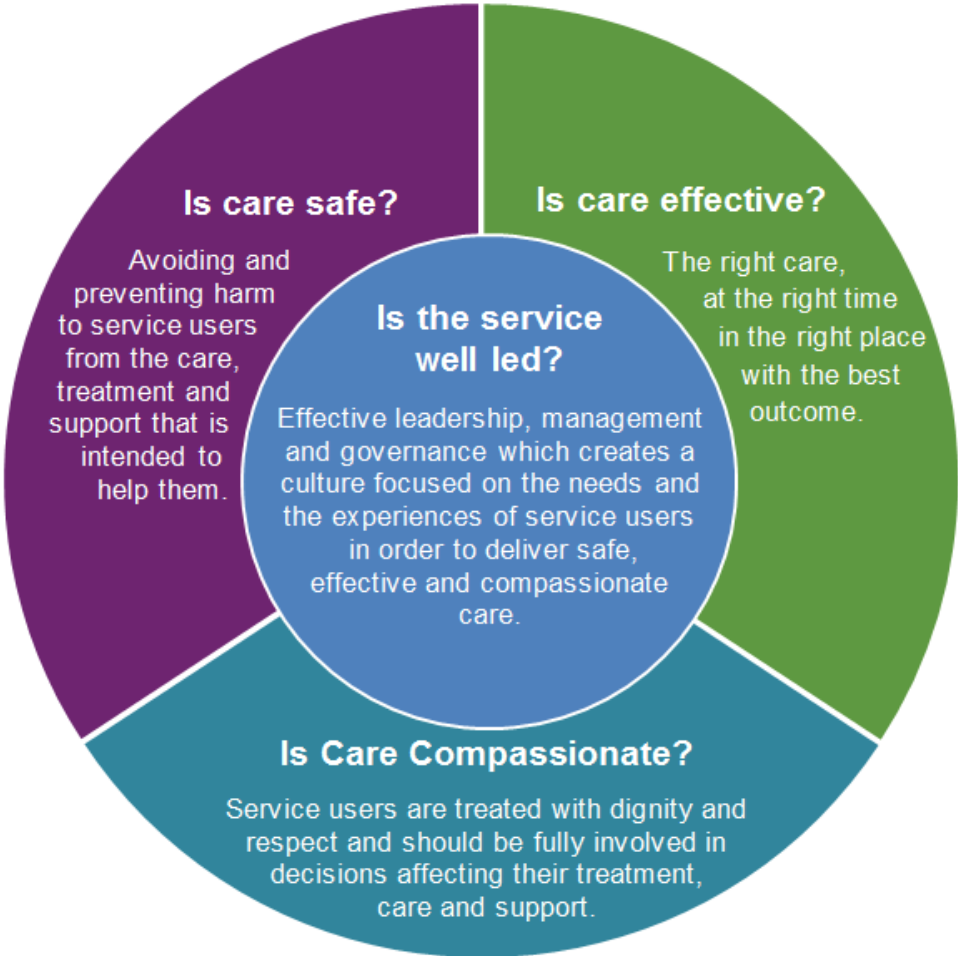 Is care safe?
Avoiding and
preventing harm
to service users
from the care,
treatment and
support that is
intended to
help them.
Is care effective?
The right care,
at the right time
in the right place
with the best
outcome.
Is the service
well led?
Effective leadership, management
and governance which creates a
culture focused on the needs and
the experiences of service users
in order to deliver safe,
effective and compassionate
care.
Is Care Compassionate?
Service users are treated with dignity and
respect and should be fully involved in
decisions affecting their treatment,
care and support.